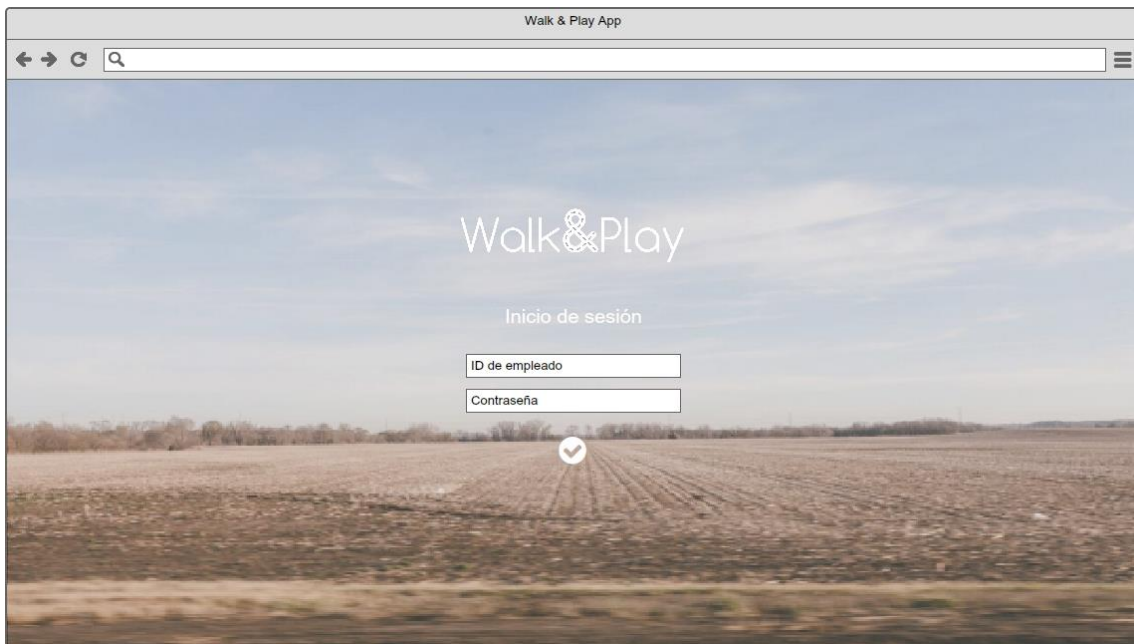 Walk & Play App
Walk&Play
Inicio de sesión
ID de empleado
Contraseña